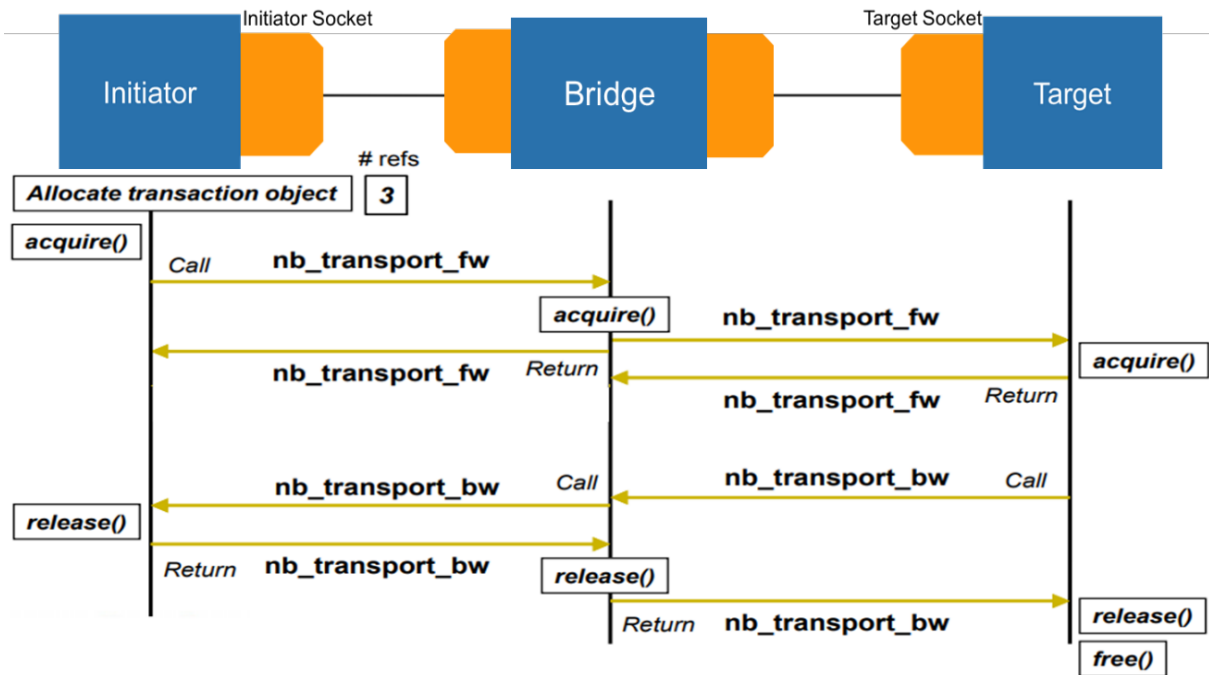 Initiator Socket
Target Socket
Initiator
Bridge
Target
# refs
Allocate transaction object
3
acquire()
Call
nb_transport_fw
acquire()
nb_transport_fw
nb_transport_fw
Return
acquire()
nb_transport_fw
Return
nb_transport_bw
Call
nb_transport_bw
Call
release()
Return
nb_transport_bw
release()
Return
nb_transport_bw
release()
free()